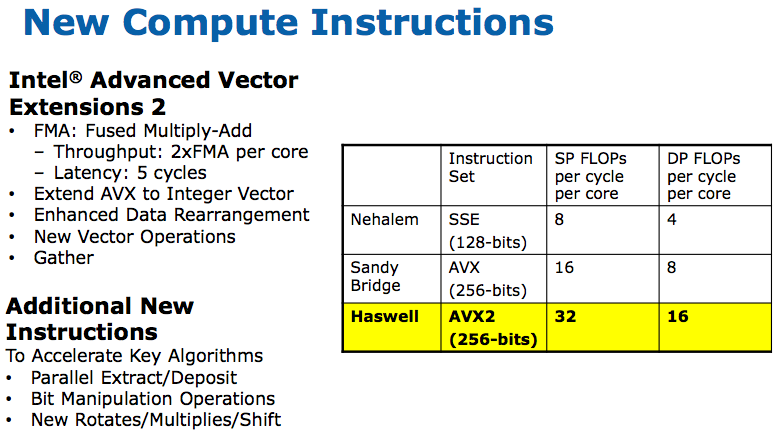 New Compute Instructions
Intel® Advanced Vector
Extensions 2
• FMA: Fused Multiply-Add
– Throughput: 2xFMA per core
– Latency: 5 cycles
• Extend AVX to Integer Vector
• Enhanced Data Rearrangement
• New Vector Operations
• Gather
Additional New
Instructions
To Accelerate Key Algorithms
• Parallel Extract/Deposit
• Bit Manipulation Operations
• New Rotates/Multiplies/Shift
Instruction SP FLOPs DP FLOPs
Set per cycle per cycle
per core per core
Nehalem SSE 8 4
(128-bits)
Sandy AVX 16 8
Bridge (256-bits)
Haswell AVX2 32 16
(256-bits)